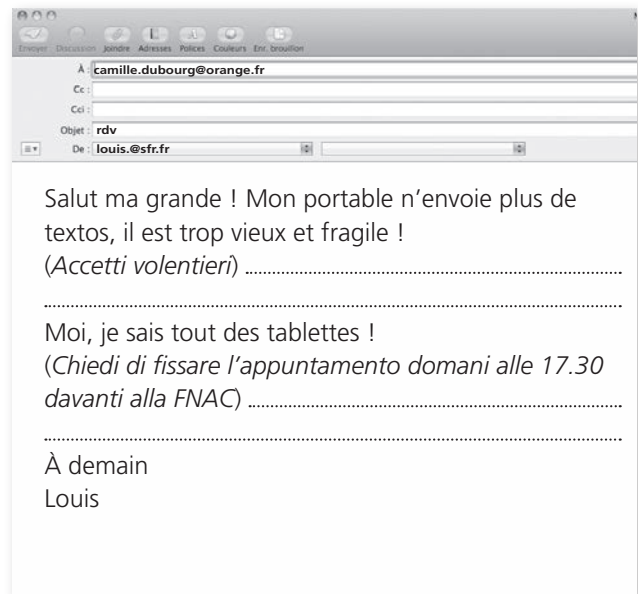 Envoyer Discussion Joindre Adresses Polices Couleurs Enr. brouillon
À : camille.dubourg@orange.fr
Cc :
Cci :
Objet : rdv
De : louis.@sfr.fr
Salut ma grande ! Mon portable n’envoie plus de
textos, il est trop vieux et fragile !
(Accetti volentieri)
Moi, je sais tout des tablettes !
(Chiedi di fissare l’appuntamento domani alle 17.30
davanti alla FNAC)
À demain
Louis